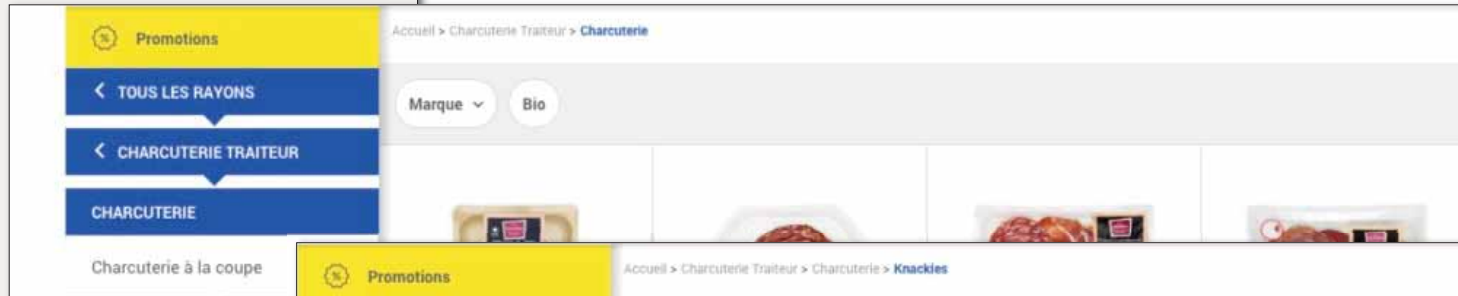 Promotions
Accueil > Charcuterie Traiteur > Charcuterie
TOUS LES RAYONS
Marque
Bio
CHARCUTERIE TRAITEUR
CHARCUTERIE
Charcuterie à la coupe
Promotions
Accueil > Charcuterie Traiteur > Charcuterie > Knackies